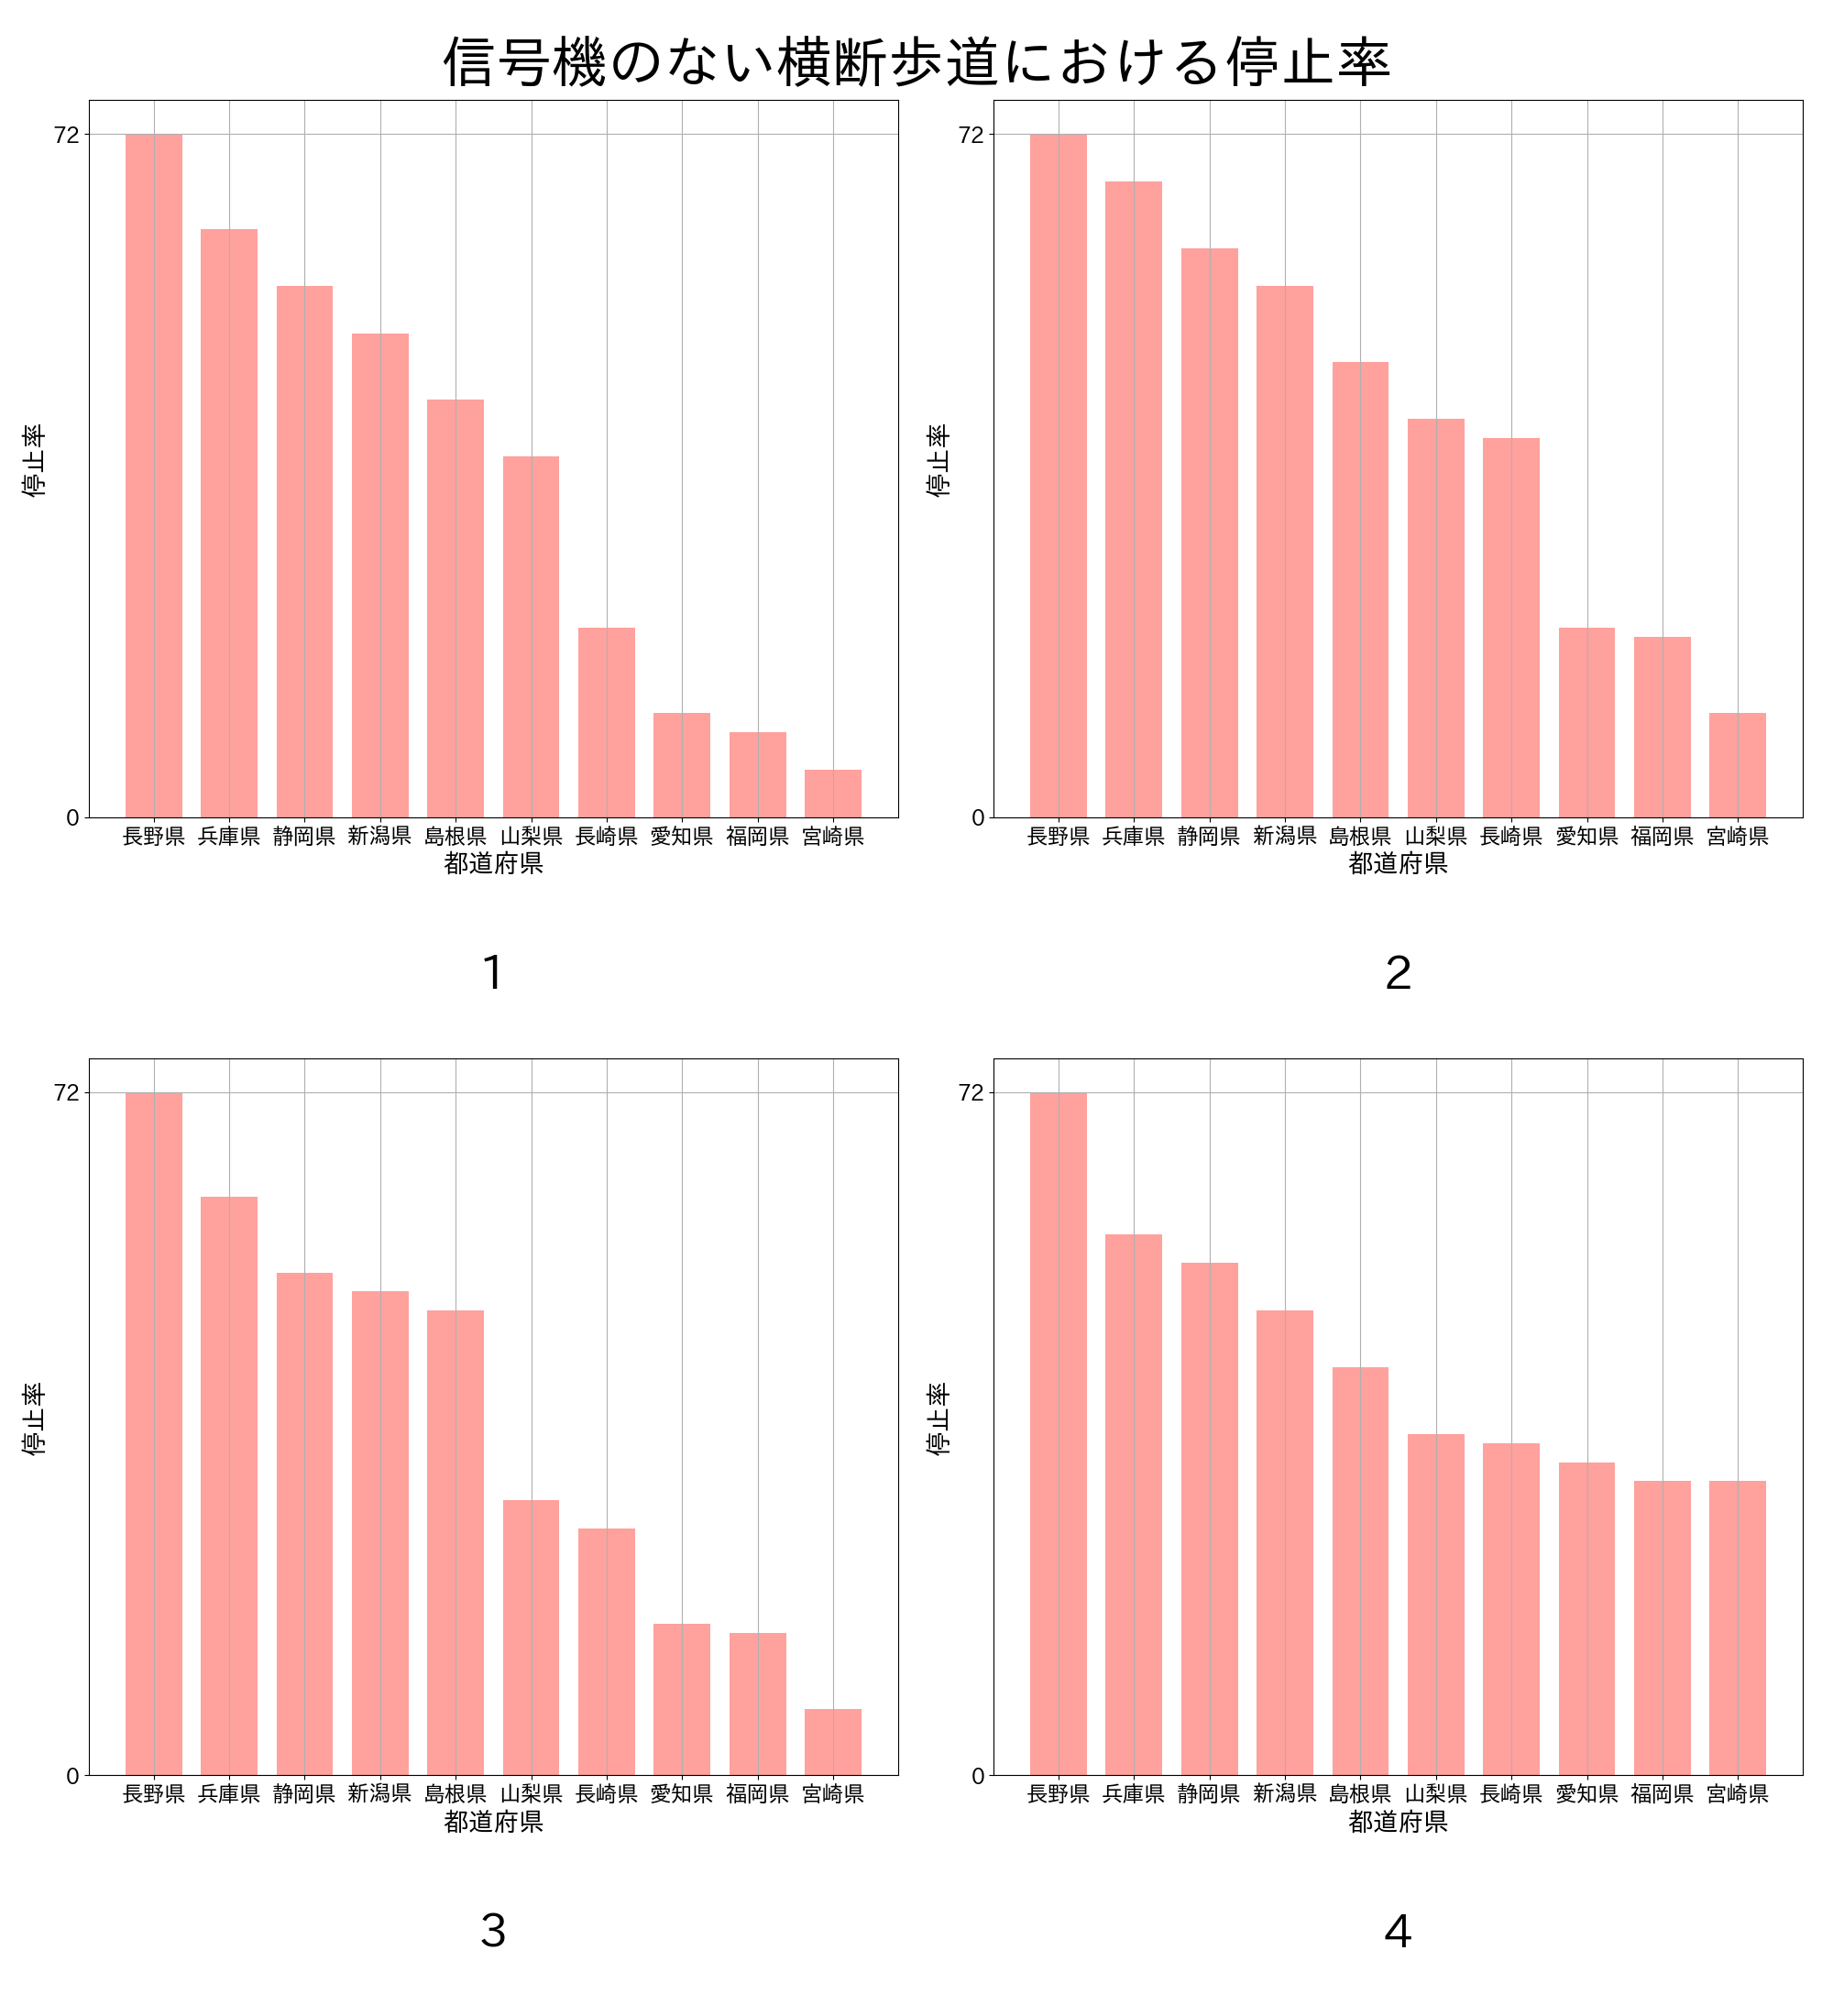 信号機のない横断歩道における停止率
72
0
停止率
長野県 兵庫県 静岡県 新潟県 島根県 山梨県 長崎県 愛知県 福岡県 宮崎県
都道府県
1
72
0
停止率
長野県 兵庫県 静岡県 新潟県 島根県 山梨県 長崎県 愛知県 福岡県 宮崎県
都道府県
2
72
0
停止率
長野県 兵庫県 静岡県 新潟県 島根県 山梨県 長崎県 愛知県 福岡県 宮崎県
都道府県
3
72
0
停止率
長野県 兵庫県 静岡県 新潟県 島根県 山梨県 長崎県 愛知県 福岡県 宮崎県
都道府県
4